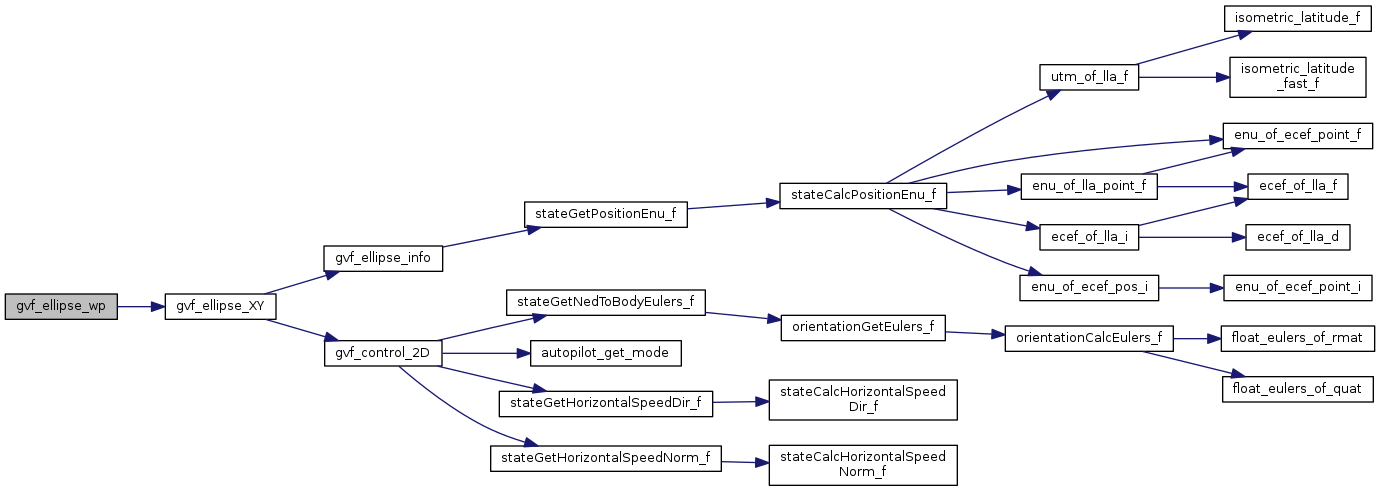 isometric_latitude_f
utm_of_lla_f
isometric_latitude
_fast_f
enu_of_ecef_point_f
stateCalcPositionEnu_f
enu_of_lla_point_f
ecef_of_lla_f
stateGetPositionEnu_f
ecef_of_lla_i
ecef_of_lla_d
gvf_ellipse_info
enu_of_ecef_pos_i
enu_of_ecef_point_i
gvf_ellipse_wp
gvf_ellipse_XY
stateGetNedToBodyEulers_f
orientationGetEulers_f
orientationCalcEulers_f
float_eulers_of_rmat
gvf_control_2D
autopilot_get_mode
float_eulers_of_quat
stateGetHorizontalSpeedDir_f
stateCalcHorizontalSpeed
Dir_f
stateGetHorizontalSpeedNorm_f
stateCalcHorizontalSpeed
Norm_f